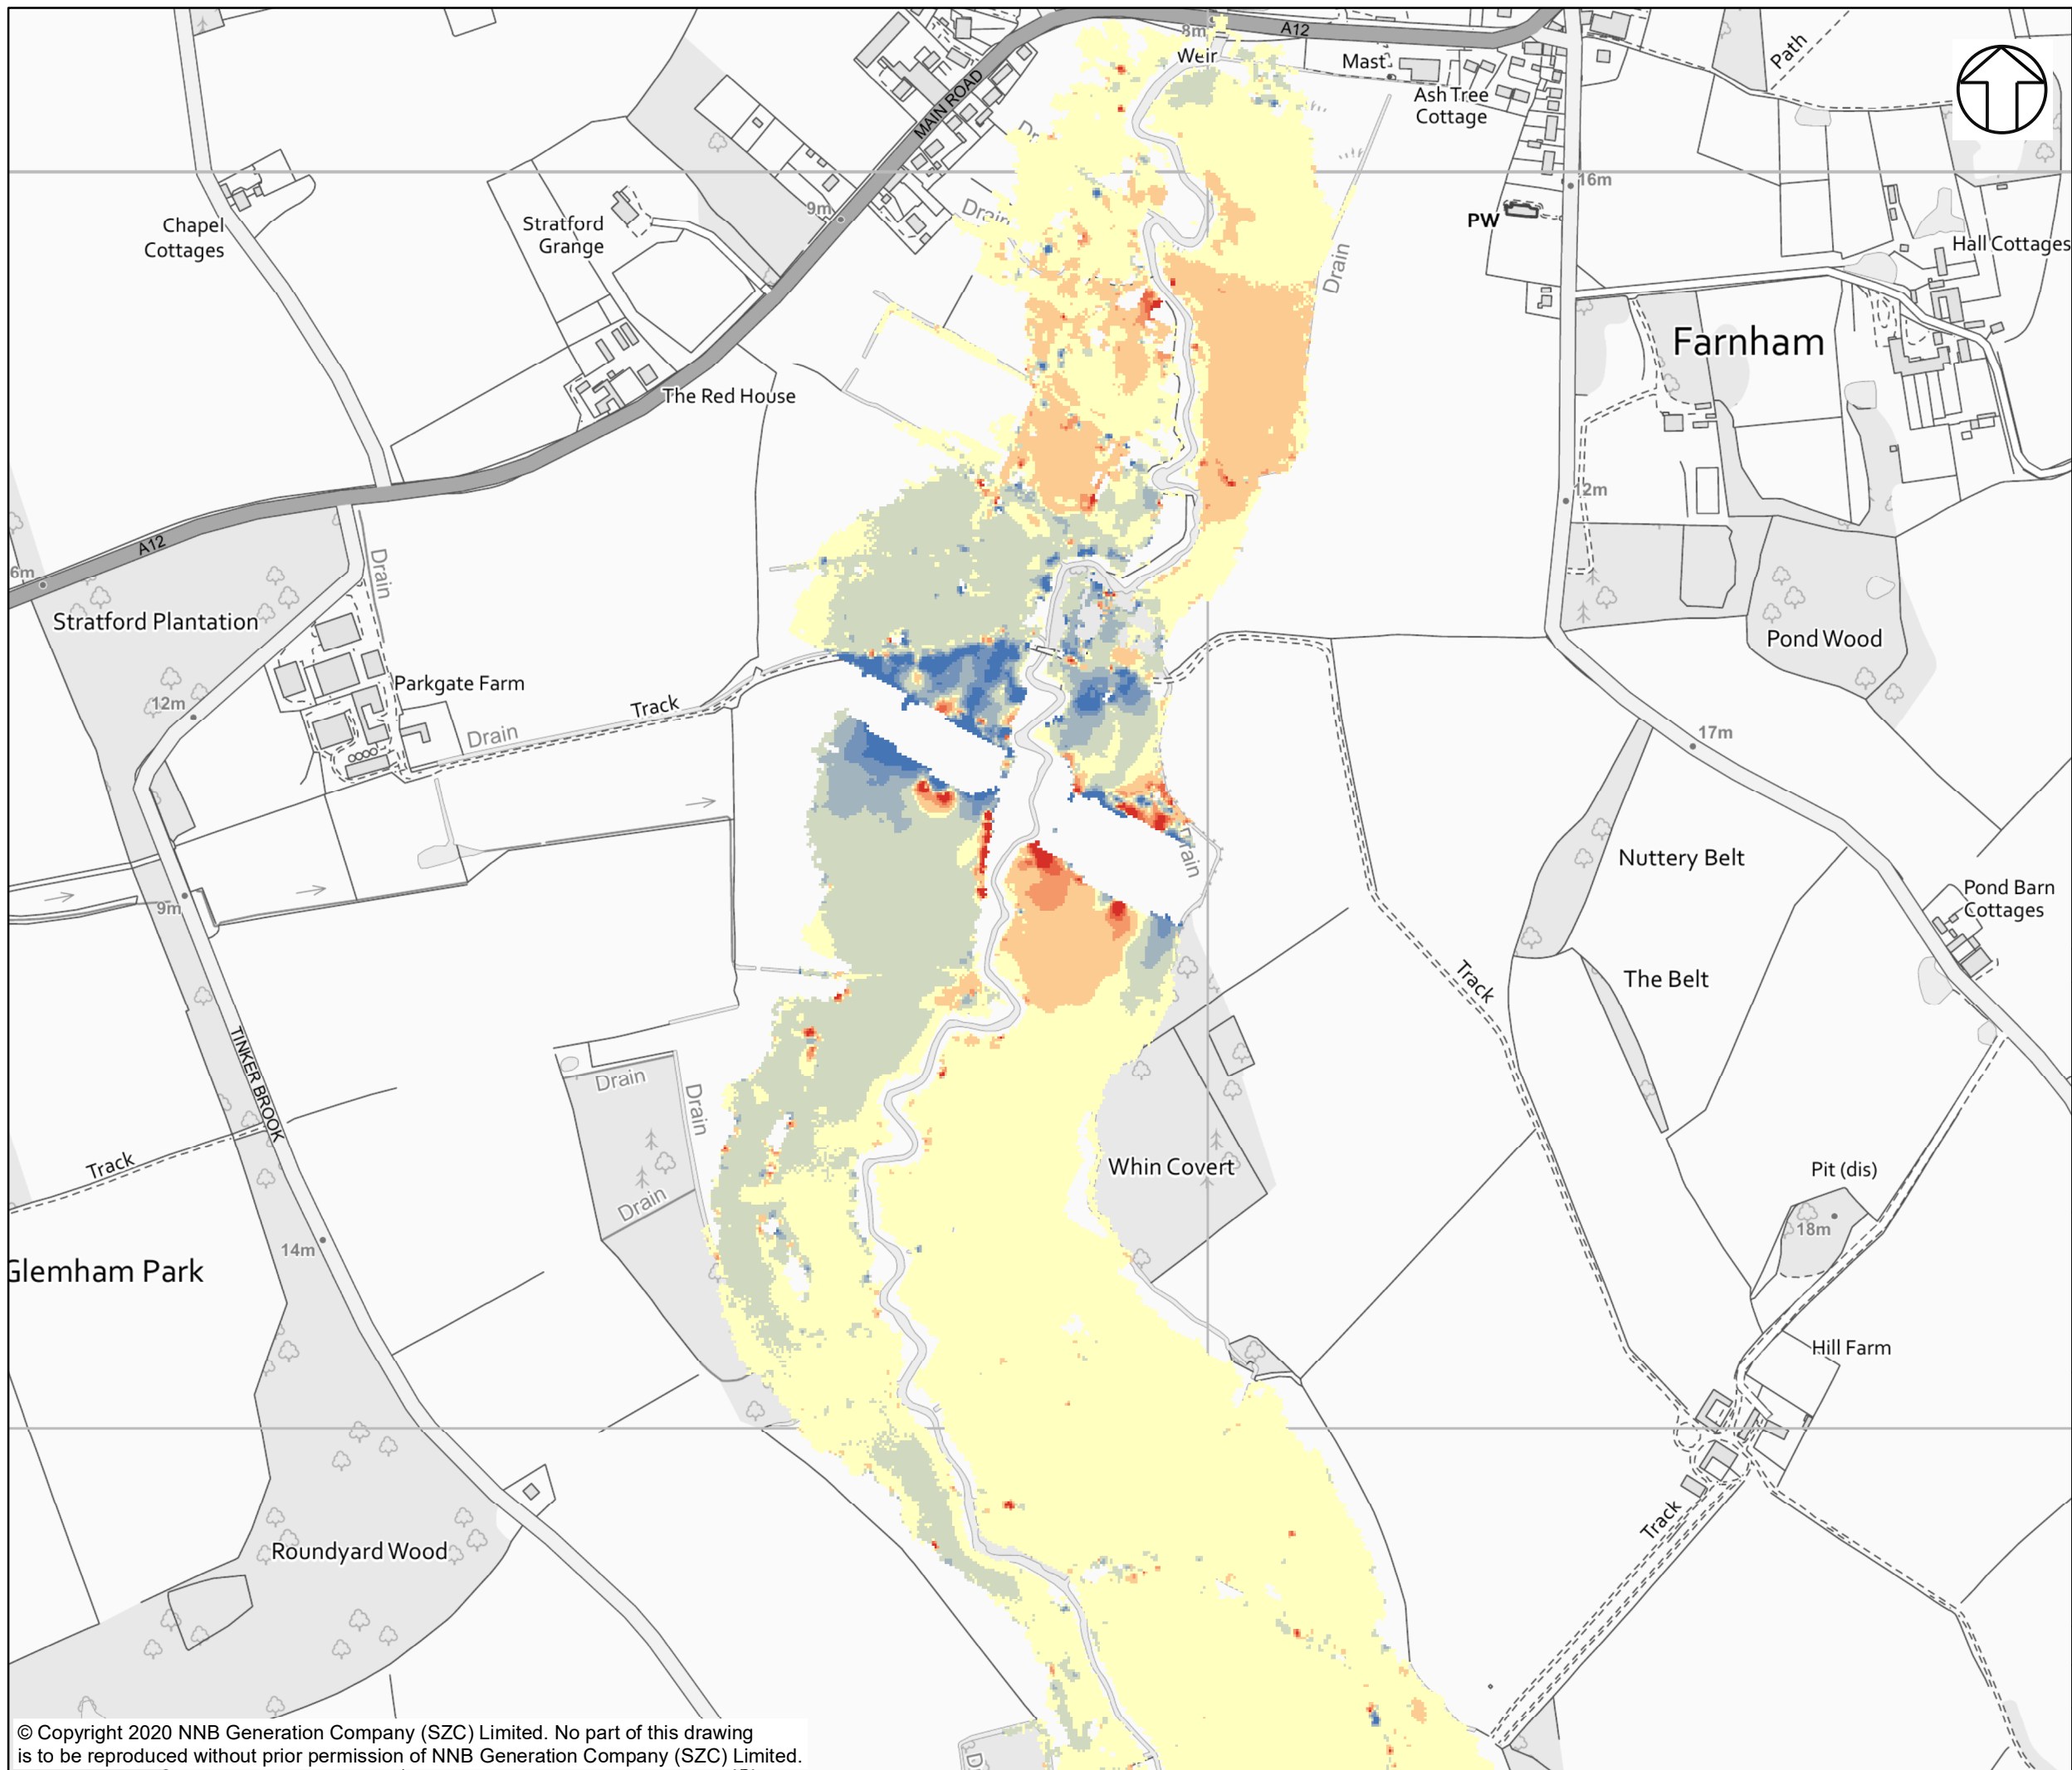 8m
A12
Weir
Mast
Path
Ash Tree
Cottage
MAIN ROAD
Drain
16m
9m
PW
Chapel
Cottages
Stratford
Grange
Hall Cottages
Drain
Farnham
The Red House
12m
A12
6m
Drain
Stratford Plantation
Pond Wood
Parkgate Farm
12m
Track
Drain
17m
Drain
Nuttery Belt
9m
Pond Barn
Cottages
The Belt
Track
TINKER BROOK
Drain
Drain
Track
Whin Covert
Pit (dis)
Drain
18m
14m
Glemham Park
Hill Farm
Track
Roundyard Wood
© Copyright 2020 NNB Generation Company (SZC) Limited. No part of this drawing
is to be reproduced without prior permission of NNB Generation Company (SZC) Limited.